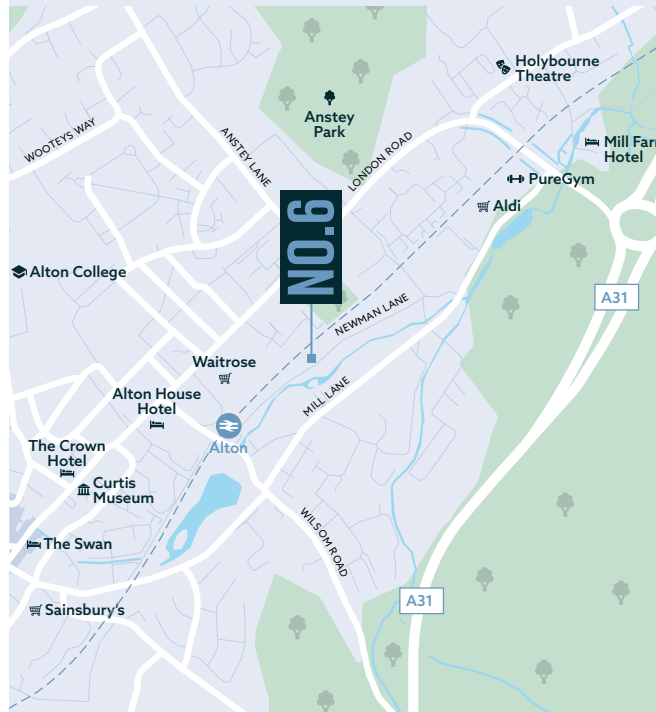 Holybourne
Theatre
Anstey
Park
WOOTEYS WAY
ANSTEY LANE
LONDON ROAD
Mill Far
Hotel
PureGym
Aldi
NO.6
Alton College
A31
NEWMAN LANE
Waitrose
MILL LANE
Alton House
Hotel
Alton
The Crown
Hotel
Curtis
Museum
WILSOM ROAD
The Swan
A31
Sainsbury's